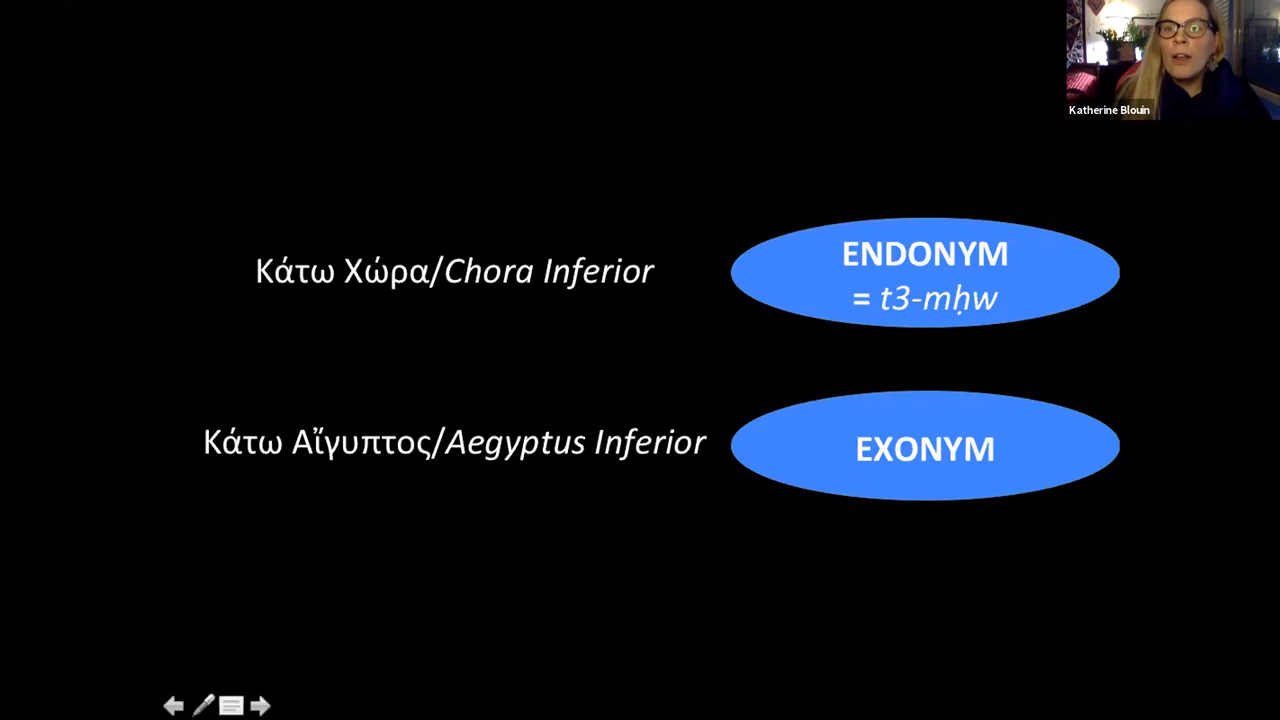 Katherine Blouin
Κάτω Χώρα/Chora Inferior
ENDONYM
= t3-mḥw
Κάτω Αἴγυπτος/Aegyptus Inferior
EXONYM